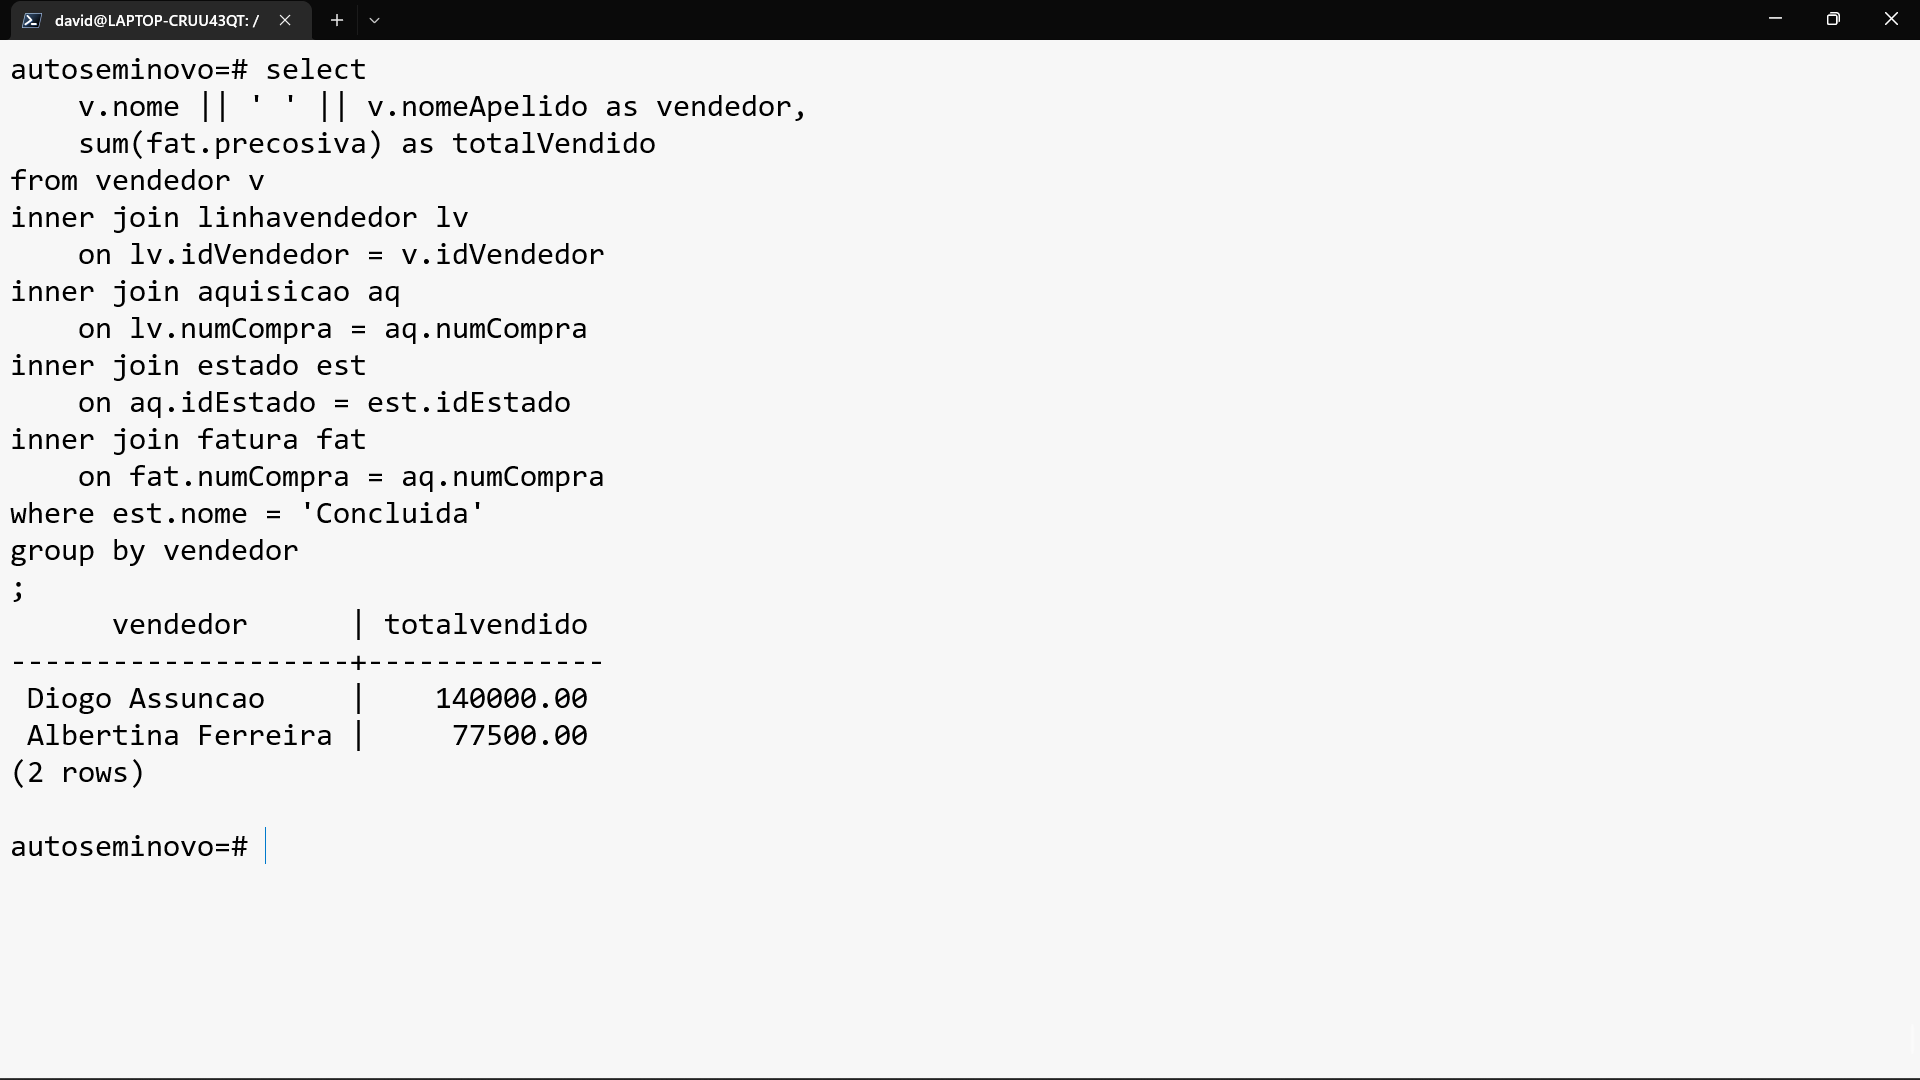 david@LAPTOP-CRUU43QT: /
autoseminovo=# select
    v.nome || ' ' || v.nomeApelido as vendedor,
    sum(fat.precosiva) as totalVendido
from vendedor v
inner join linhavendedor lv
    on lv.idVendedor = v.idVendedor
inner join aquisicao aq
    on lv.numCompra = aq.numCompra
inner join estado est
    on aq.idEstado = est.idEstado
inner join fatura fat
    on fat.numCompra = aq.numCompra
where est.nome = 'Concluida'
group by vendedor
;
      vendedor      | totalvendido
--------------------+--------------
 Diogo Assuncao     |    140000.00
 Albertina Ferreira |     77500.00
(2 rows)
autoseminovo=#